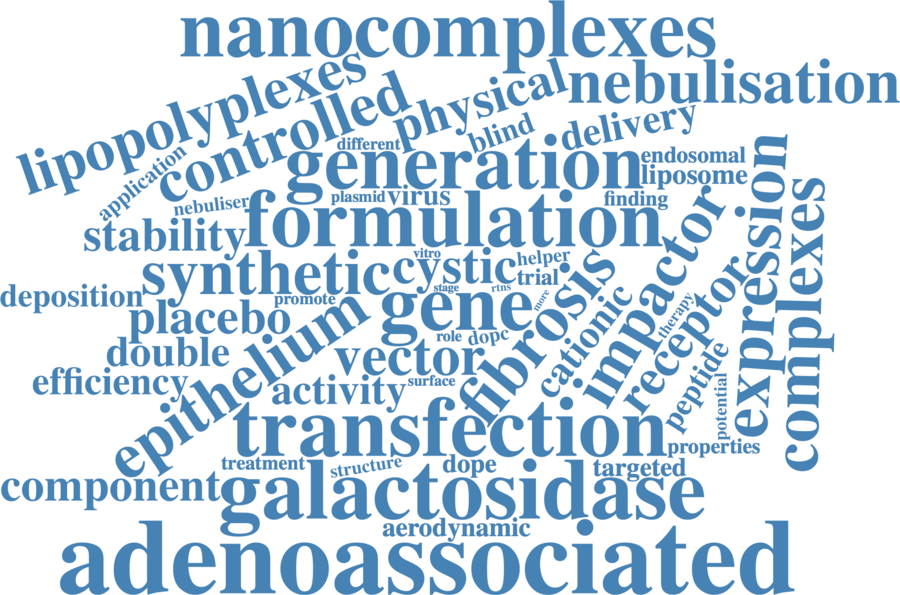 nanocomplexes
lipopolyplexes
controlled
physical
nebulisation
blind
delivery
different
application
generation
endosomal
liposome
nebuliser
plasmid
virus
finding
expression
complexes
stability
formulation
impactor
synthetic
cystic
vitro
helper
trial
stage
rtns
more
fibrosis
deposition
promote
placebo
gene
receptor
therapy
cationic
role
dopc
double
epithelium
vector
efficiency
activity
surface
peptide
potential
transfection
properties
treatment
structure
dope
targeted
component
galactosidase
aerodynamic
adenoassociated